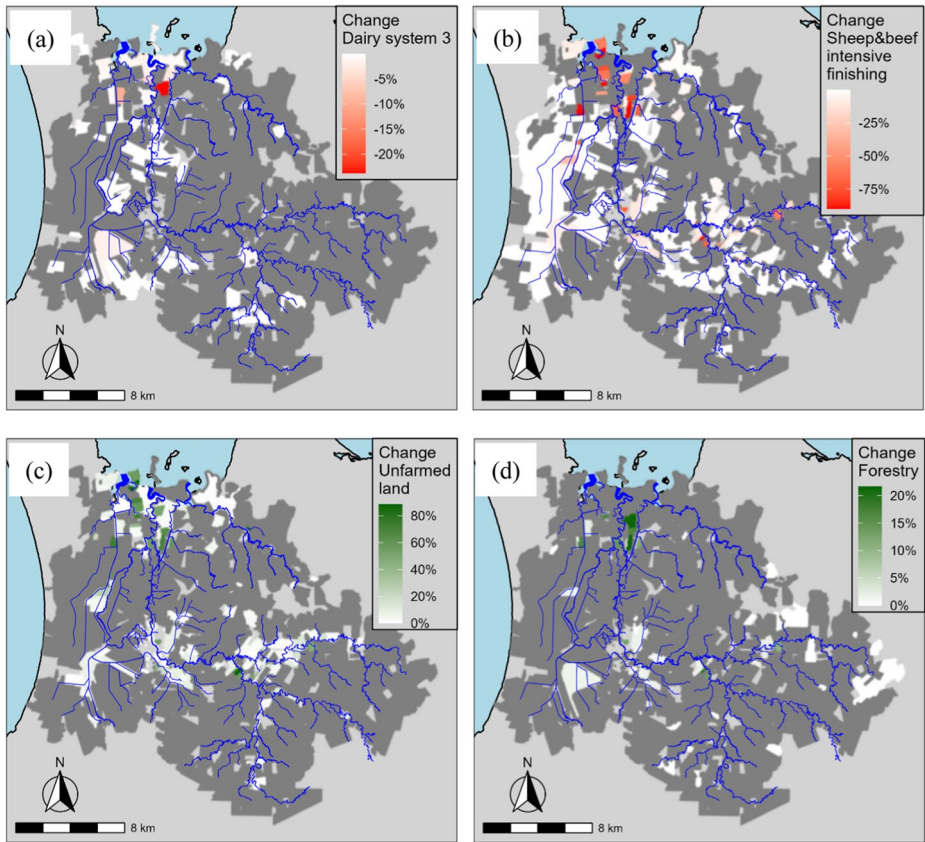 (a)
Change
Dairy system 3
-5%
-10%
-15%
-20%
N
8 km
(b)
Change
Sheep&beef
intensive
finishing
-25%
-50%
-75%
N
8 km
(c)
Change
Unfarmed
land
80%
60%
40%
20%
0%
N
8 km
(d)
Change
Forestry
20%
15%
10%
5%
0%
N
8 km